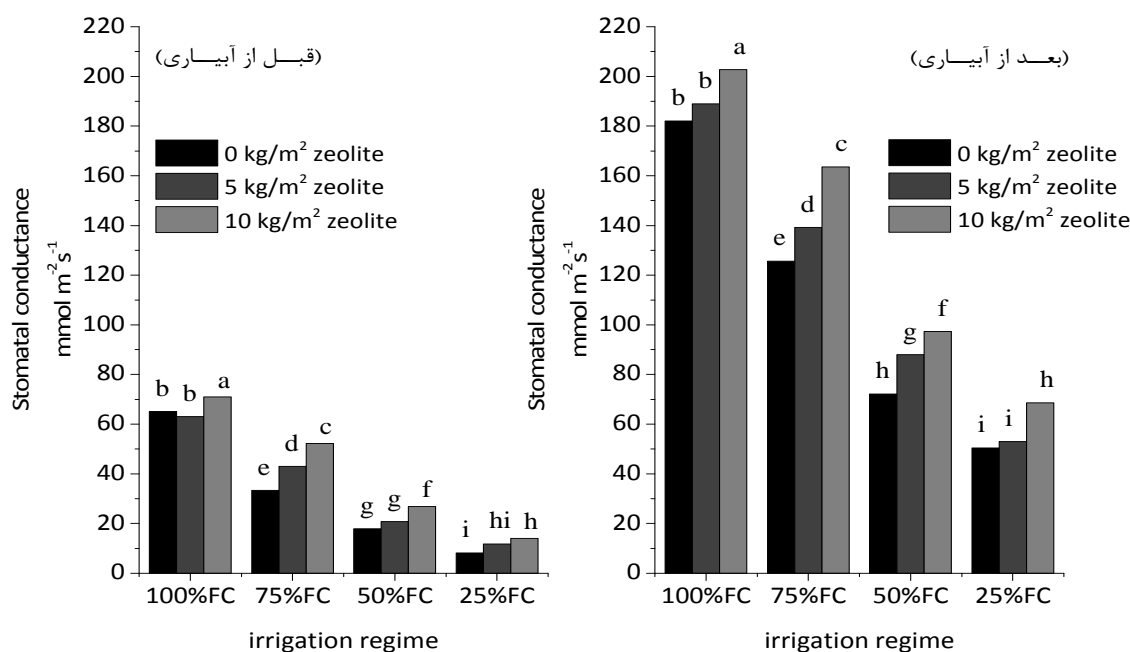 220
200
180
160
140
120
100
80
60
40
20
0
Stomatal conductance
mmol m⁻²s⁻¹
(قبــل از آبیــاری)
0 kg/m² zeolite
5 kg/m² zeolite
10 kg/m² zeolite
b b a
e d c
g g f
i hi h
100%FC 75%FC 50%FC 25%FC
irrigation regime
220
200
180
160
140
120
100
80
60
40
20
0
Stomatal conductance
mmol m⁻²s⁻¹
(بعــد از آبیــاری)
0 kg/m² zeolite
5 kg/m² zeolite
10 kg/m² zeolite
b b a
e d c
h g f
i i h
100%FC 75%FC 50%FC 25%FC
irrigation regime